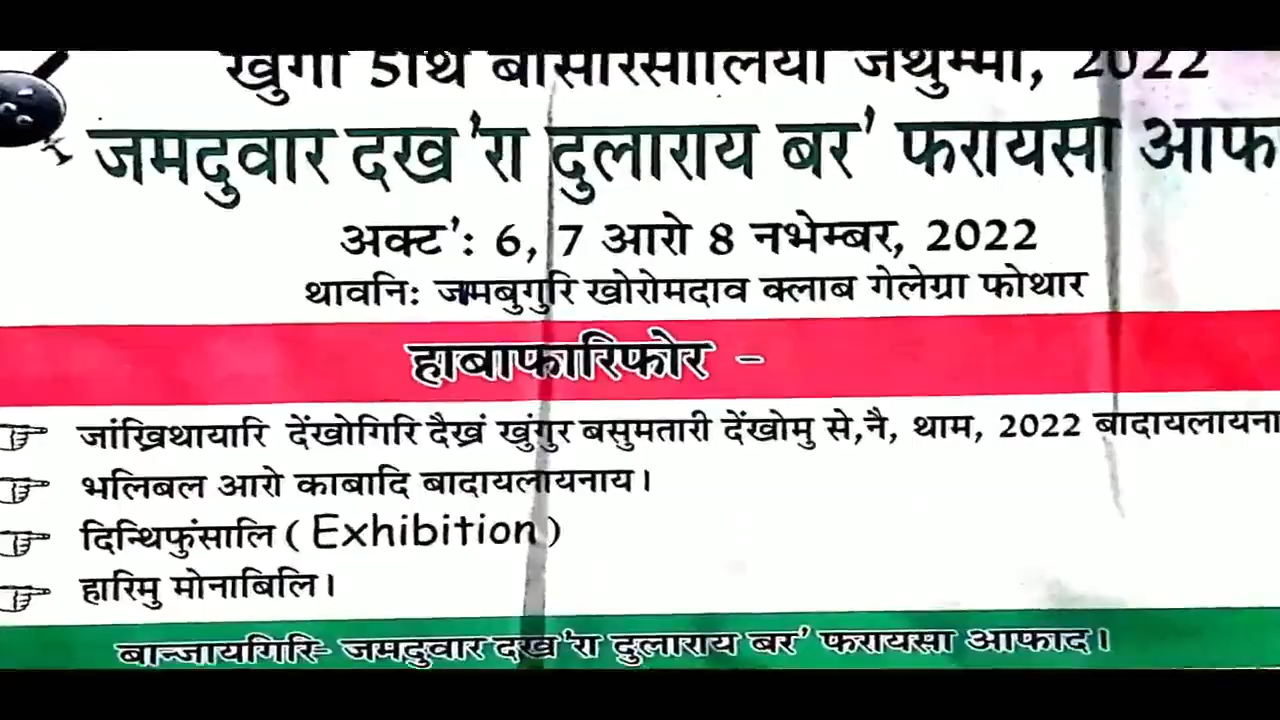 5थि बोसोरसोलियो जथुम्मा, 2022
जमदुवार दख'रा दुलाराय बर' फरायसा आफ
अक्ट': 6, 7 आरो 8 नभेम्बर, 2022
थावनि: जमबुगुरि खोरोमदाव क्लाब गेलेग्रा फोथार
हाबाफारिफोर -
जांख्रिथायारि देंखोगिरि दैख्रं खुंगुर बसुमतारी देंखोमु से,नै, थाम, 2022 बादायलायना
भलिबल आरो काबादि बादायलायनाय।
दिन्थिफुंसालि ( Exhibition )
हारिमु मोनाबिलि।
बान्जायगिरि- जमदुवार दख'रा दुलाराय बर' फरायसा आफाद।